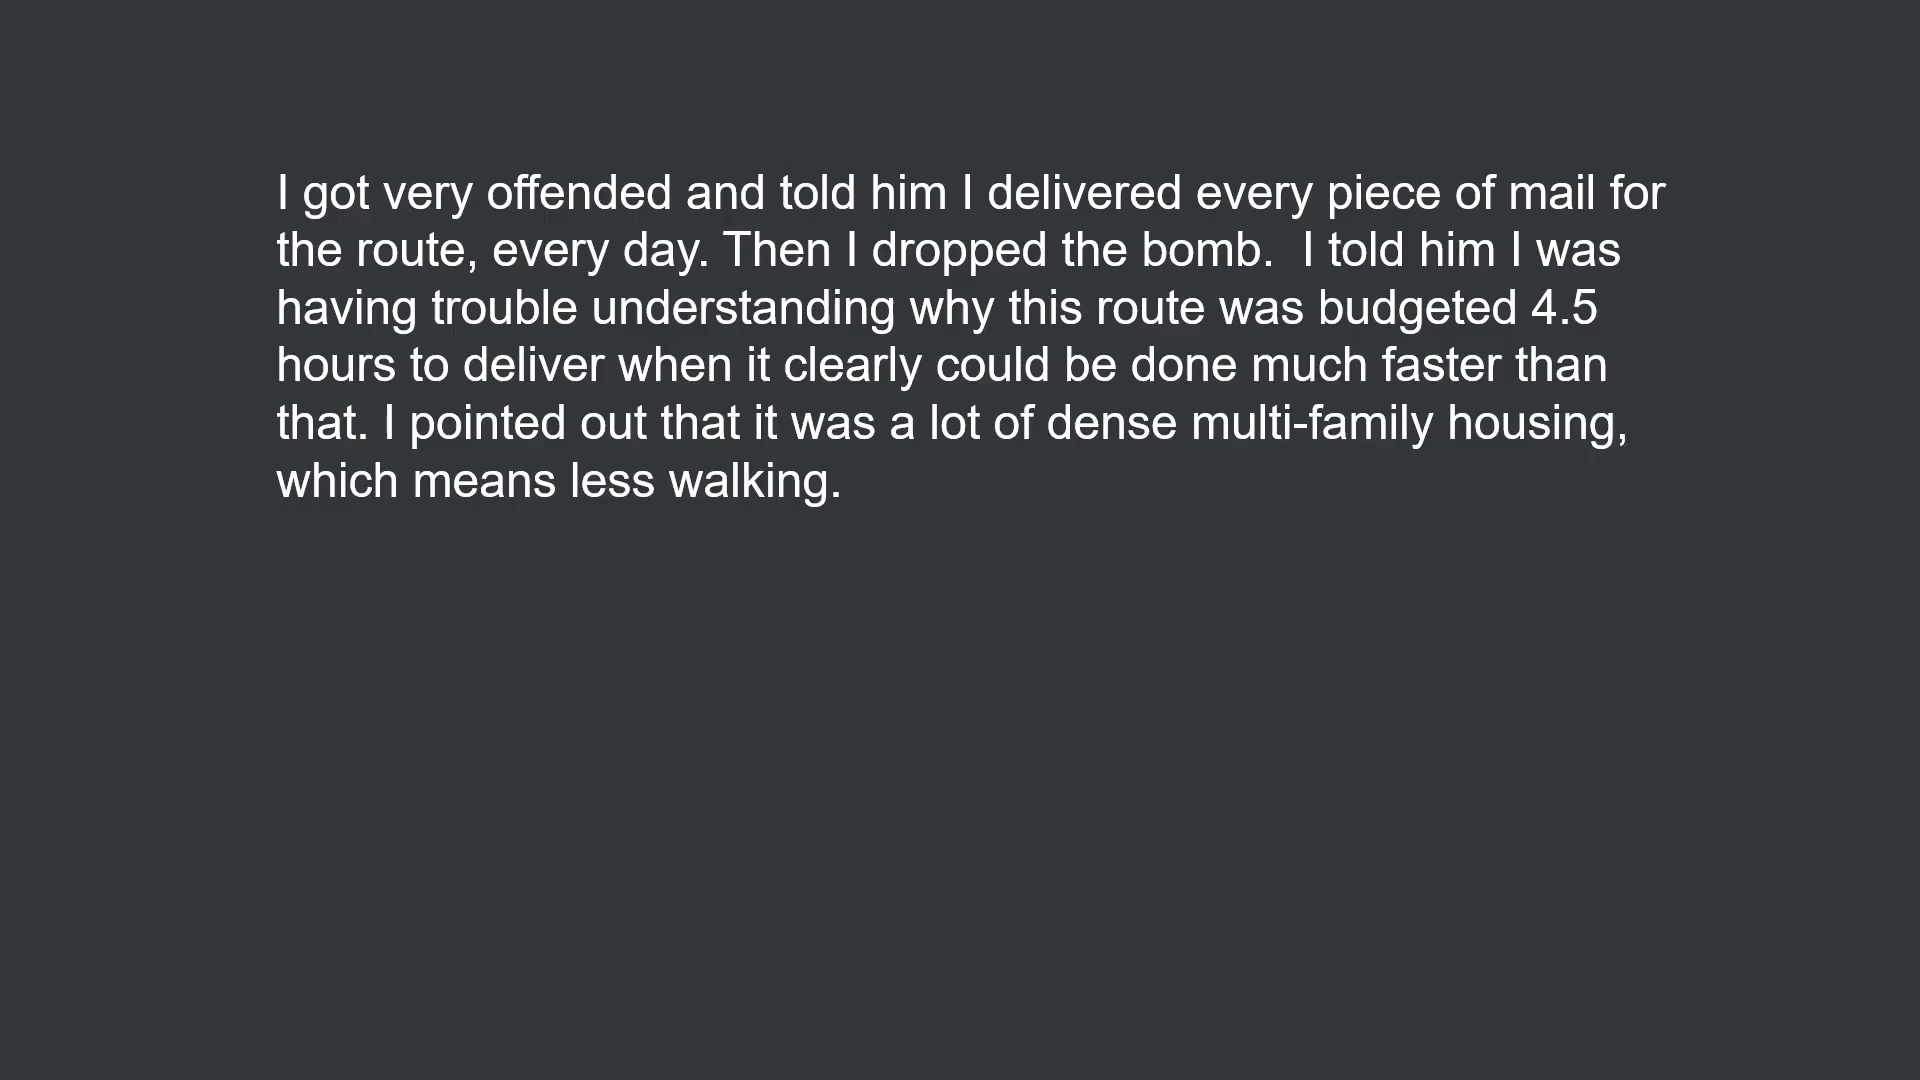 I got very offended and told him I delivered every piece of mail for
the route, every day. Then I dropped the bomb.  I told him I was
having trouble understanding why this route was budgeted 4.5
hours to deliver when it clearly could be done much faster than
that. I pointed out that it was a lot of dense multi-family housing,
which means less walking.